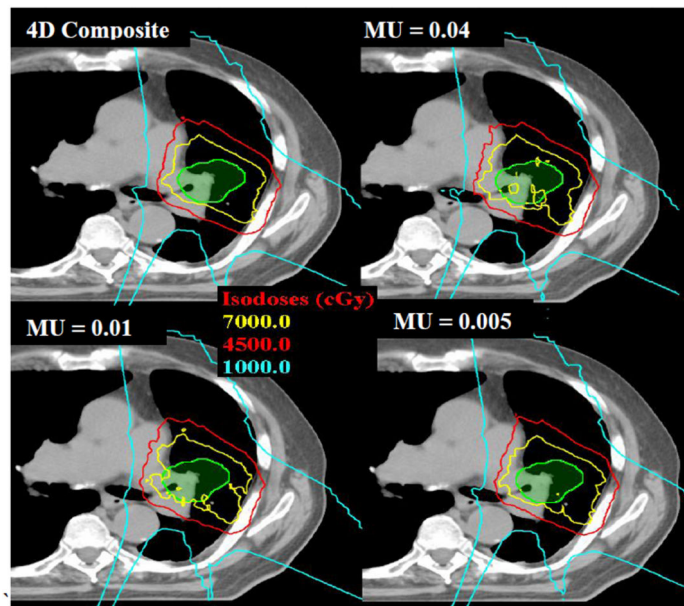 4D Composite
MU = 0.04
Isodoses (cGy)
7000.0
4500.0
1000.0
MU = 0.01
MU = 0.005